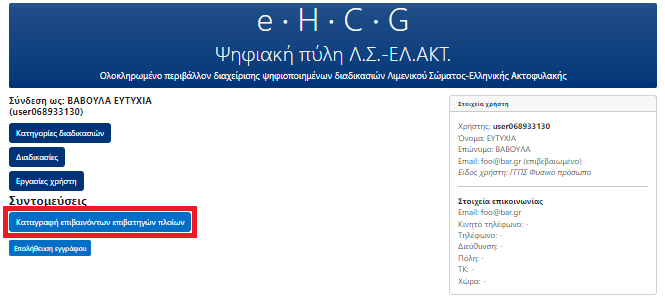 e · H · C · G
Ψηφιακή πύλη Λ.Σ.-ΕΛ.ΑΚΤ.
Ολοκληρωμένο περιβάλλον διαχείρισης ψηφιοποιημένων διαδικασιών Λιμενικού Σώματος-Ελληνικής Ακτοφυλακής
Σύνδεση ως: ΒΑΒΟΥΛΑ ΕΥΤΥΧΙΑ
(user068933130)
Κατηγορίες διαδικασιών
Διαδικασίες
Εργασίες χρήστη
Συντομεύσεις
Καταγραφή επιβαινόντων επιβατηγών πλοίων
Επαλήθευση εγγράφου
Στοιχεία χρήστη
Χρήστης: user068933130
Όνομα: ΕΥΤΥΧΙΑ
Επώνυμο: ΒΑΒΟΥΛΑ
Email: foo@bar.gr (επιβεβαιωμένο)
Είδος χρήστη: ΓΓΠΣ Φυσικό πρόσωπο
Στοιχεία επικοινωνίας
Email: foo@bar.gr
Κινητό τηλέφωνο: -
Τηλέφωνο: -
Διεύθυνση: -
Πόλη: -
ΤΚ: -
Χώρα: -